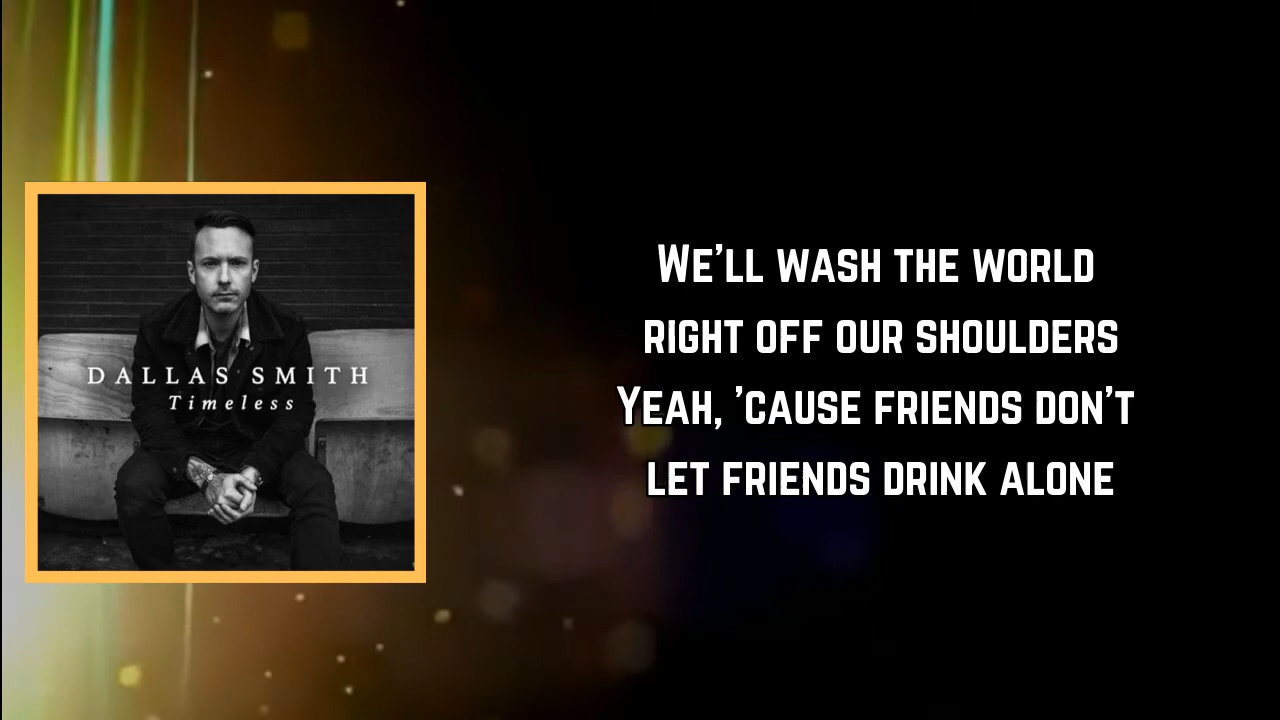 DALLAS SMITH
Timeless
We'll wash the world
right off our shoulders
Yeah, 'cause friends don't
let friends drink alone